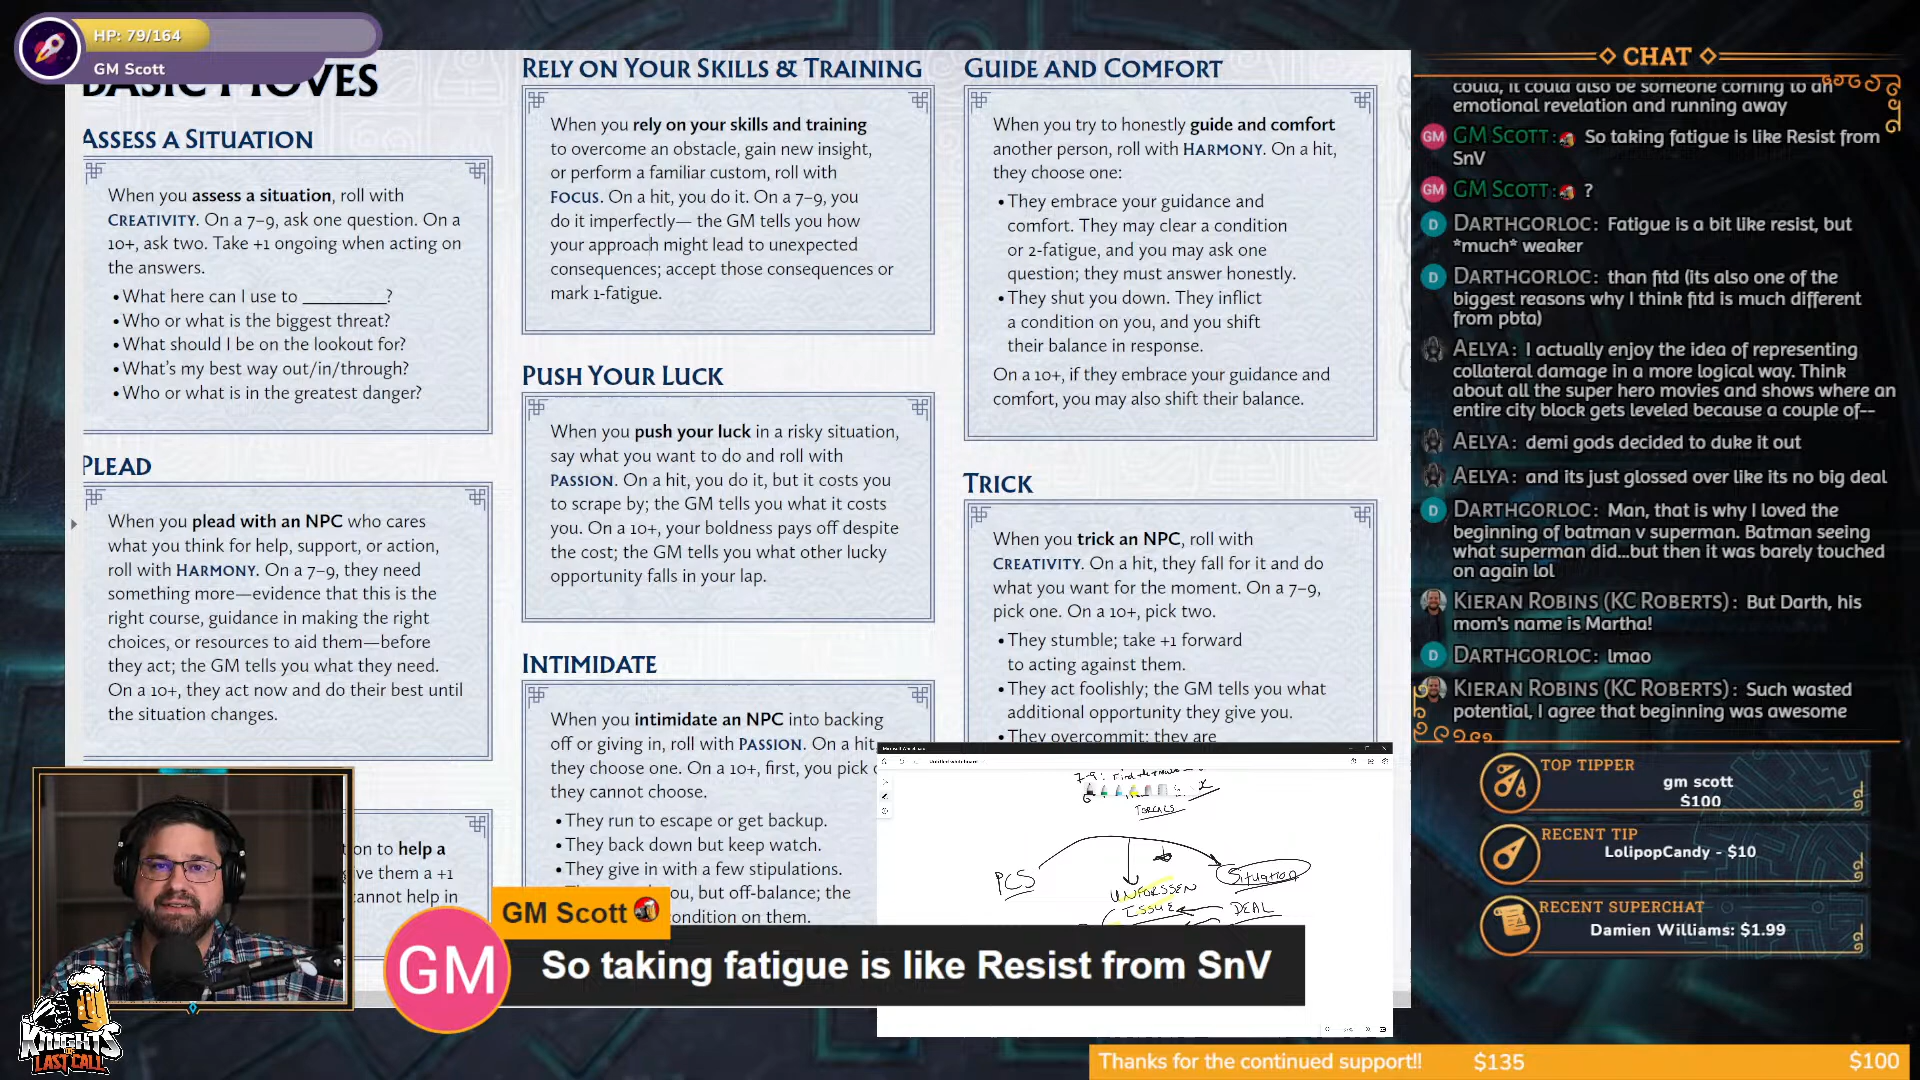 HP: 79/164
GM Scott
BASIC MOVES
ASSESS A SITUATION
When you assess a situation, roll with
CREATIVITY. On a 7–9, ask one question. On a
10+, ask two. Take +1 ongoing when acting on
the answers.
• What here can I use to _________?
• Who or what is the biggest threat?
• What should I be on the lookout for?
• What's my best way out/in/through?
• Who or what is in the greatest danger?
PLEAD
When you plead with an NPC who cares
what you think for help, support, or action,
roll with HARMONY. On a 7–9, they need
something more—evidence that this is the
right course, guidance in making the right
choices, or resources to aid them—before
they act; the GM tells you what they need.
On a 10+, they act now and do their best until
the situation changes.
on to help a
ve them a +1
cannot help in
RELY ON YOUR SKILLS & TRAINING
When you rely on your skills and training
to overcome an obstacle, gain new insight,
or perform a familiar custom, roll with
FOCUS. On a hit, you do it. On a 7–9, you
do it imperfectly— the GM tells you how
your approach might lead to unexpected
consequences; accept those consequences or
mark 1-fatigue.
PUSH YOUR LUCK
When you push your luck in a risky situation,
say what you want to do and roll with
PASSION. On a hit, you do it, but it costs you
to scrape by; the GM tells you what it costs
you. On a 10+, your boldness pays off despite
the cost; the GM tells you what other lucky
opportunity falls in your lap.
INTIMIDATE
When you intimidate an NPC into backing
off or giving in, roll with PASSION. On a hit,
they choose one. On a 10+, first, you pick
they cannot choose.
• They run to escape or get backup.
• They back down but keep watch.
• They give in with a few stipulations.
ou, but off-balance; the
ondition on them.
GUIDE AND COMFORT
When you try to honestly guide and comfort
another person, roll with HARMONY. On a hit,
they choose one:
• They embrace your guidance and
comfort. They may clear a condition
or 2-fatigue, and you may ask one
question; they must answer honestly.
• They shut you down. They inflict
a condition on you, and you shift
their balance in response.
On a 10+, if they embrace your guidance and
comfort, you may also shift their balance.
TRICK
When you trick an NPC, roll with
CREATIVITY. On a hit, they fall for it and do
what you want for the moment. On a 7–9,
pick one. On a 10+, pick two.
• They stumble; take +1 forward
to acting against them.
• They act foolishly; the GM tells you what
additional opportunity they give you.
• They overcommit; they are
7-9:
PCS
UNFORSSEN
ISSUE
DEAL
Situation
GM Scott
GM
So taking fatigue is like Resist from SnV
KNIGHTS
OF
LAST CALL
CHAT
could, it could also be someone coming to an
emotional revelation and running away
GM GM SCOTT: So taking fatigue is like Resist from
SnV
GM GM SCOTT: ?
D DARTHGORLOC: Fatigue is a bit like resist, but
*much* weaker
D DARTHGORLOC: than fitd (its also one of the
biggest reasons why I think fitd is much different
from pbta)
AELYA: I actually enjoy the idea of representing
collateral damage in a more logical way. Think
about all the super hero movies and shows where an
entire city block gets leveled because a couple of--
AELYA: demi gods decided to duke it out
AELYA: and its just glossed over like its no big deal
D DARTHGORLOC: Man, that is why I loved the
beginning of batman v superman. Batman seeing
what superman did...but then it was barely touched
on again lol
KIERAN ROBINS (KC ROBERTS): But Darth, his
mom's name is Martha!
D DARTHGORLOC: lmao
KIERAN ROBINS (KC ROBERTS): Such wasted
potential, I agree that beginning was awesome
TOP TIPPER
gm scott
$100
RECENT TIP
LolipopCandy - $10
RECENT SUPERCHAT
Damien Williams: $1.99
Thanks for the continued support!! $135 $100